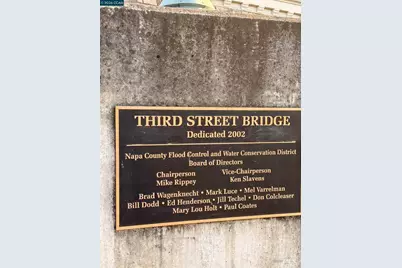 THIRD STREET BRIDGE
Dedicated 2002
Napa County Flood Control and Water Conservation District
Board of Directors
Chairperson Vice-Chairperson
Mike Rippey Ken Slavens
Brad Wagenknecht • Mark Luce • Mel Varrelman
Bill Dodd • Ed Henderson • Jill Techel • Don Colcleaser
Mary Lou Holt • Paul Coates